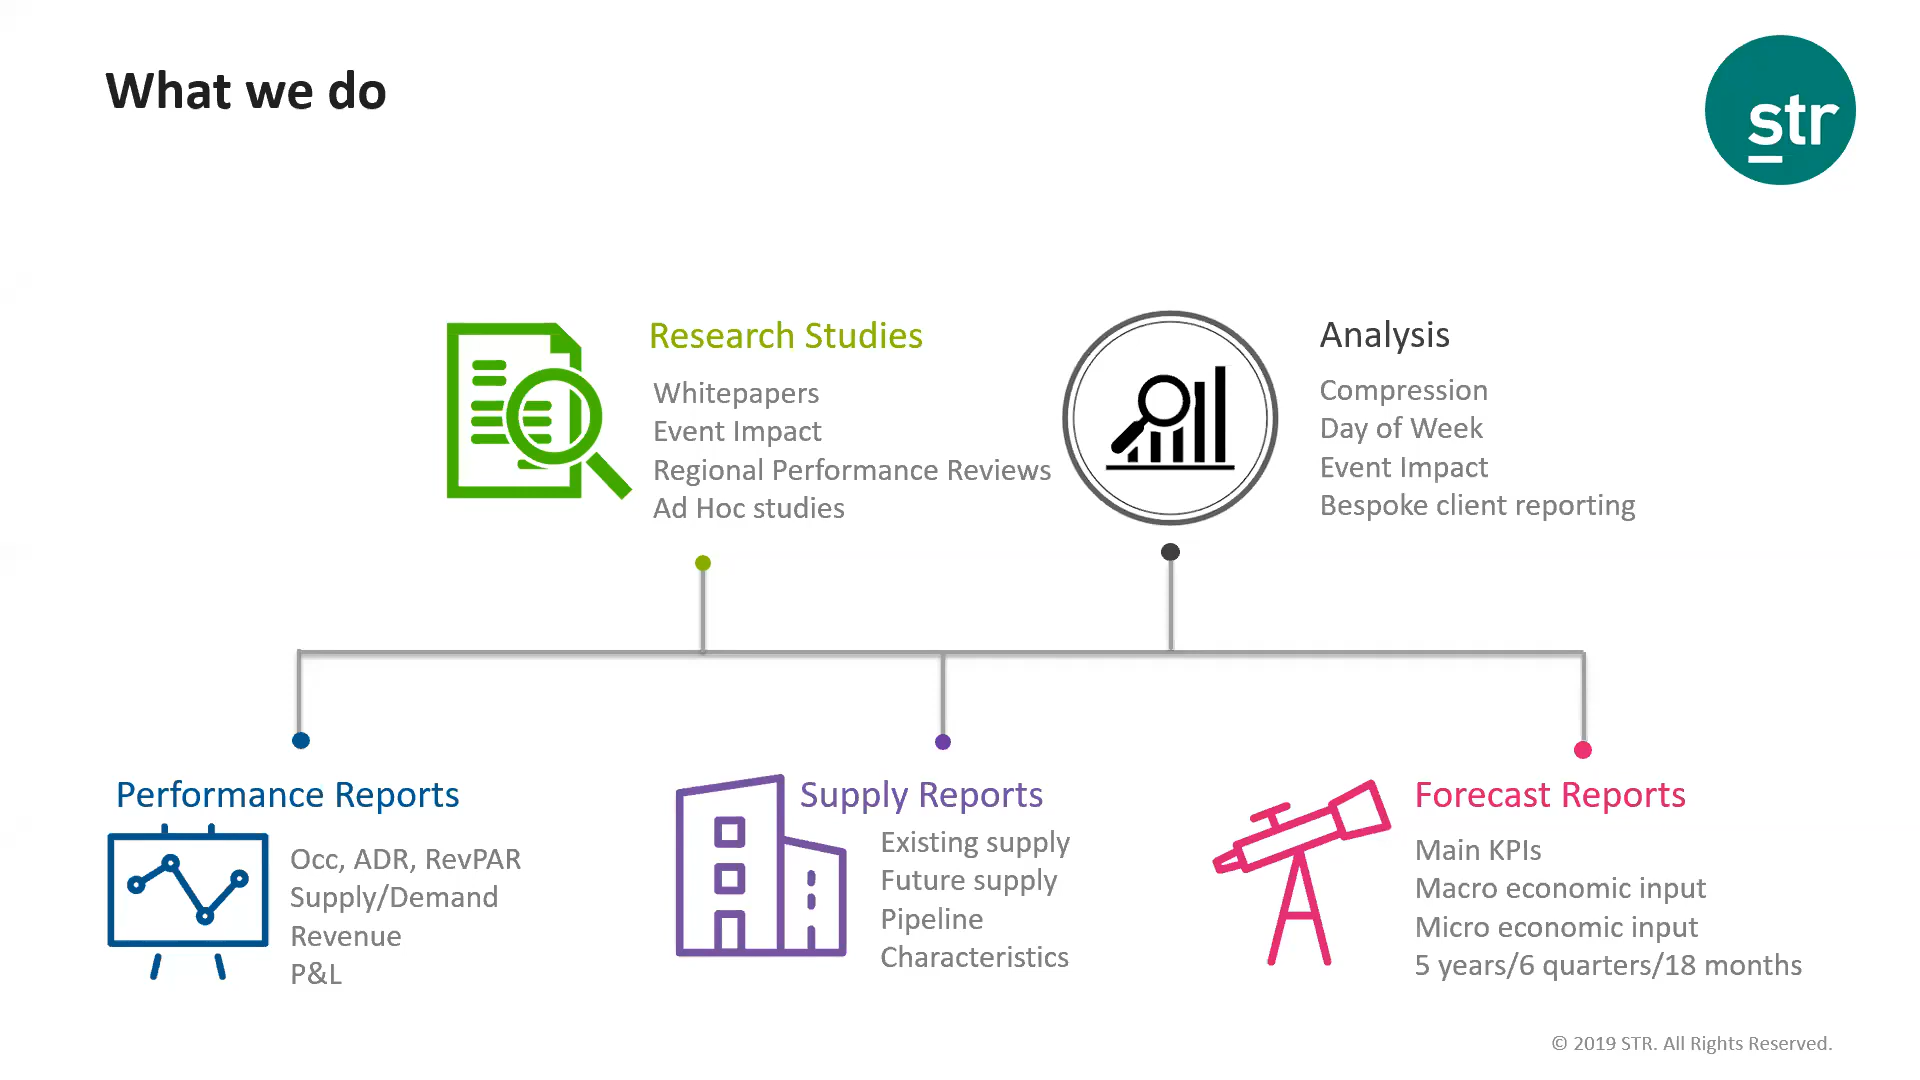 What we do
str
Research Studies
Whitepapers
Event Impact
Regional Performance Reviews
Ad Hoc studies
Analysis
Compression
Day of Week
Event Impact
Bespoke client reporting
Performance Reports
Occ, ADR, RevPAR
Supply/Demand
Revenue
P&L
Supply Reports
Existing supply
Future supply
Pipeline
Characteristics
Forecast Reports
Main KPIs
Macro economic input
Micro economic input
5 years/6 quarters/18 months
© 2019 STR. All Rights Reserved.